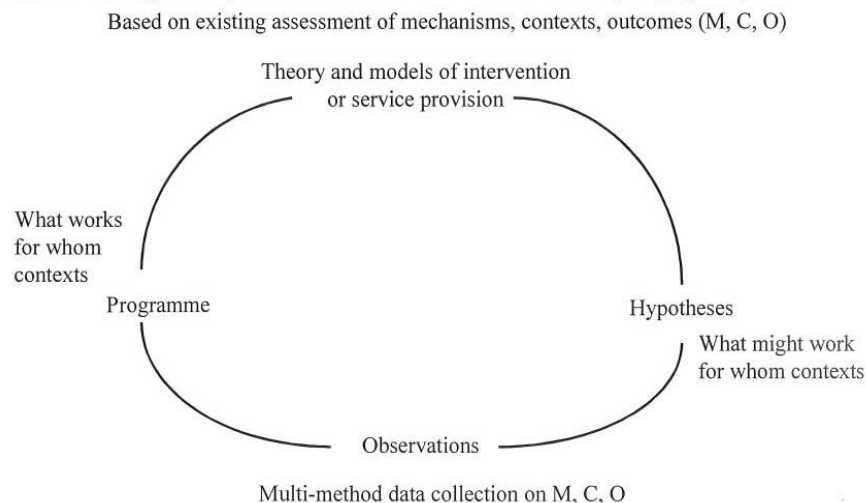 Based on existing assessment of mechanisms, contexts, outcomes (M, C, O)
Theory and models of intervention
or service provision
What works
for whom
contexts
Programme
Hypotheses
What might work
for whom contexts
Observations
Multi-method data collection on M, C, O